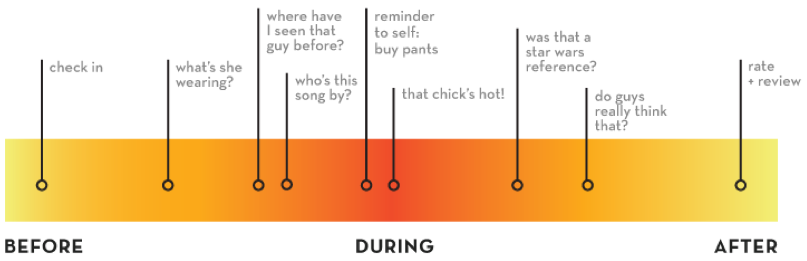 check in
what's she
wearing?
where have
I seen that
guy before?
who's this
song by?
reminder
to self:
buy pants
that chick's hot!
was that a
star wars
reference?
do guys
really think
that?
rate
+ review
BEFORE
DURING
AFTER